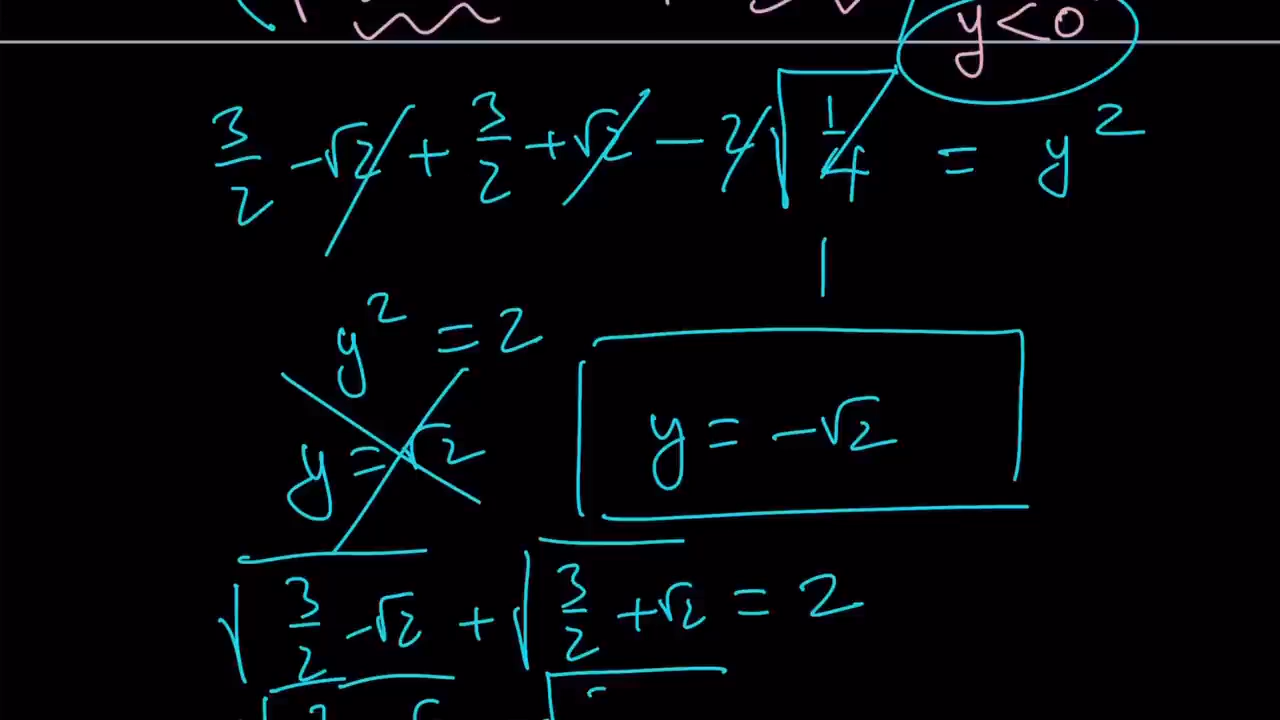 y<0
3/2 -√2 + 3/2 +√2 - 2√1/4 = y²
1
y² = 2
y = √2
y = -√2
√(3/2 -√2) + √(3/2 +√2) = 2